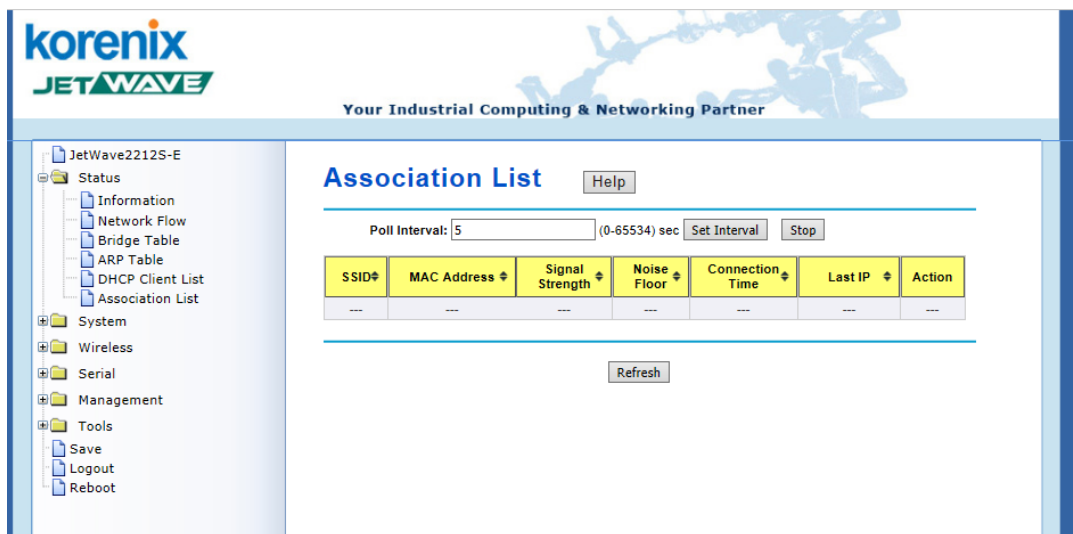 korenix
JETWAVE
Your Industrial Computing & Networking Partner
JetWave2212S-E
Status
Information
Network Flow
Bridge Table
ARP Table
DHCP Client List
Association List
System
Wireless
Serial
Management
Tools
Save
Logout
Reboot
Association List Help
Poll Interval: 5 (0-65534) sec Set Interval Stop
SSID MAC Address Signal Strength Noise Floor Connection Time Last IP Action
--- --- --- --- --- --- ---
Refresh